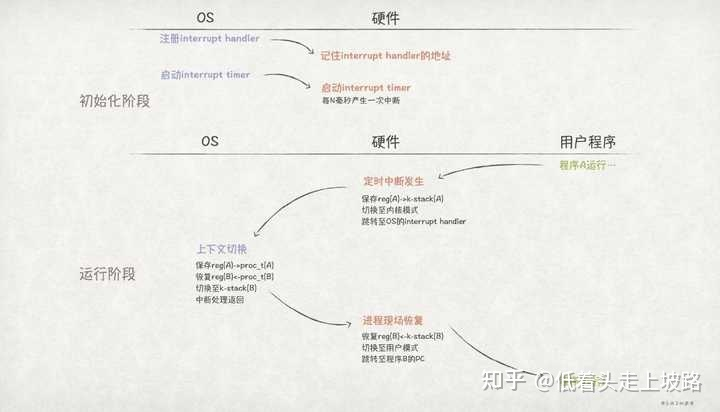 OS 硬件
注册interrupt handler
记住interrupt handler的地址
启动interrupt timer
启动interrupt timer
每N毫秒产生一次中断
初始化阶段
OS 硬件 用户程序
程序A运行…
定时中断发生
保存reg(A)->k-stack(A)
切换至内核模式
跳转至OS的interrupt handler
上下文切换
保存reg(A)->proc_t(A)
恢复reg(B)<-proc_t(B)
切换至k-stack(B)
中断处理返回
运行阶段
进程现场恢复
恢复reg(B)<-k-stack(B)
切换至用户模式
跳转至程序B的PC
知乎 @低着头走上坡路